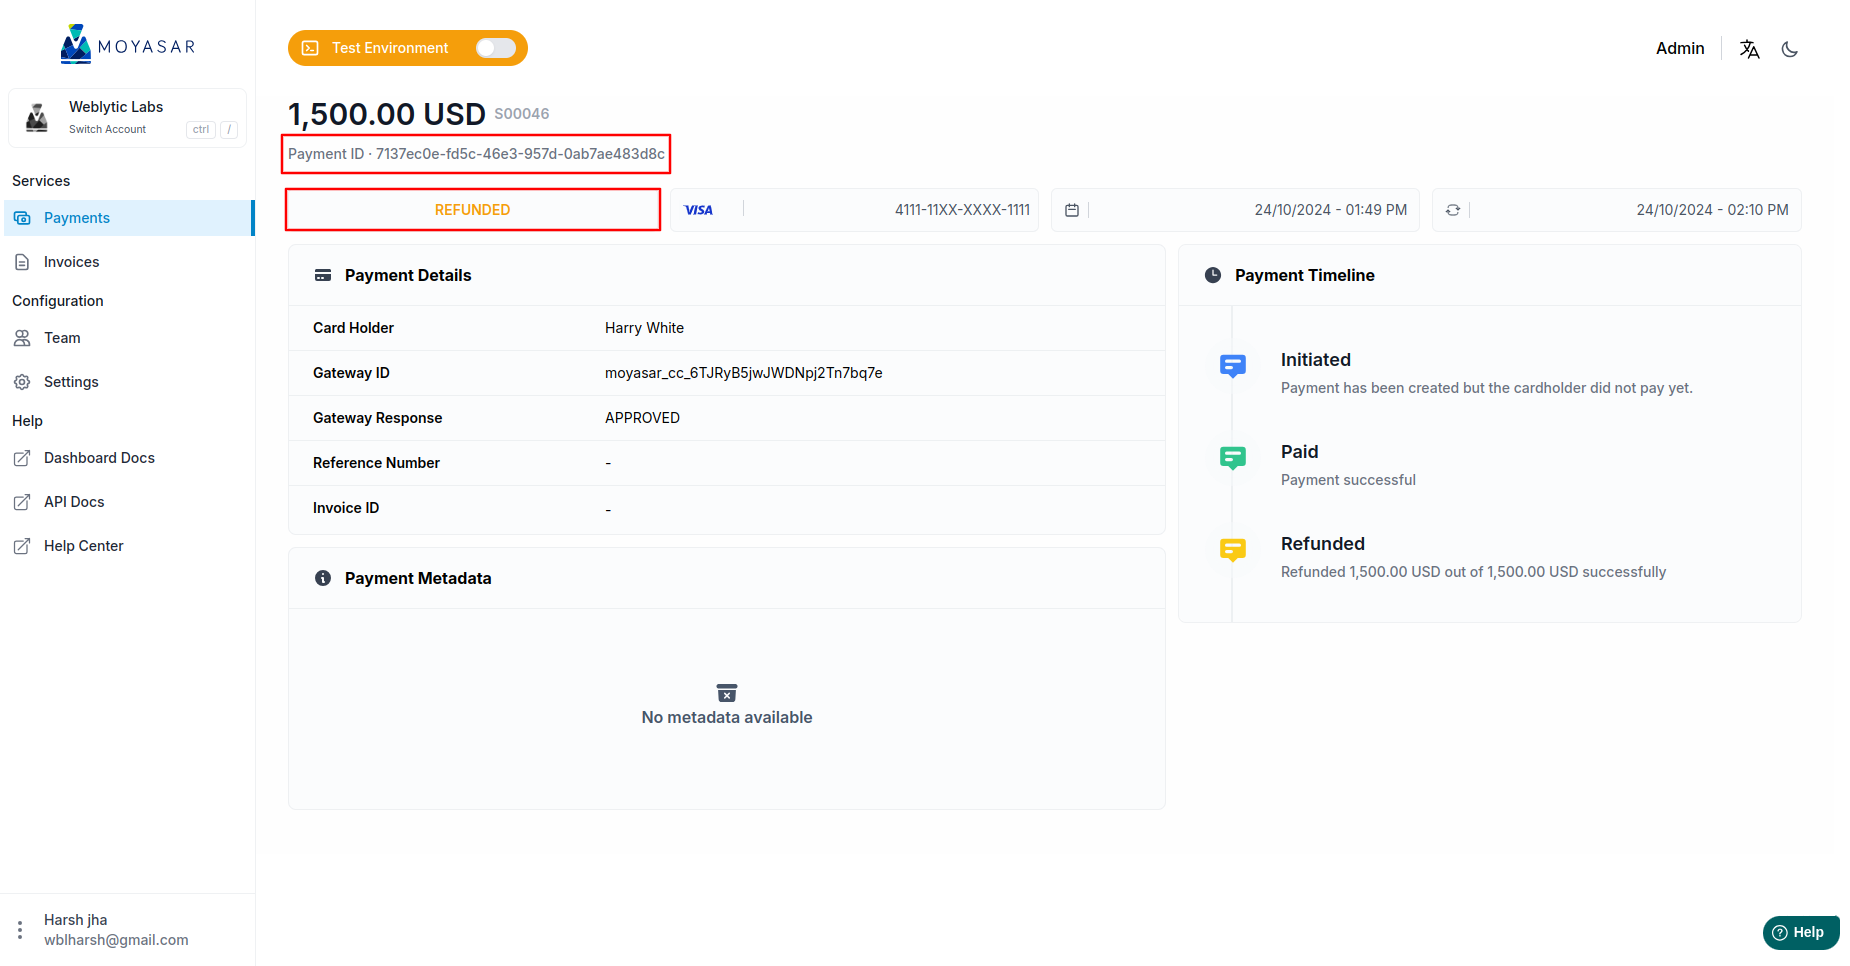 MOYASAR
Test Environment
Admin
Weblytic Labs
Switch Account
ctrl /
1,500.00 USD S00046
Payment ID · 7137ec0e-fd5c-46e3-957d-0ab7ae483d8c
REFUNDED
VISA 4111-11XX-XXXX-1111
24/10/2024 - 01:49 PM
24/10/2024 - 02:10 PM
Services
Payments
Invoices
Configuration
Team
Settings
Help
Dashboard Docs
API Docs
Help Center
Payment Details
Card Holder Harry White
Gateway ID moyasar_cc_6TJRyB5jwJWDNpj2Tn7bq7e
Gateway Response APPROVED
Reference Number -
Invoice ID -
Payment Metadata
No metadata available
Payment Timeline
Initiated
Payment has been created but the cardholder did not pay yet.
Paid
Payment successful
Refunded
Refunded 1,500.00 USD out of 1,500.00 USD successfully
Harsh jha
wblharsh@gmail.com
Help